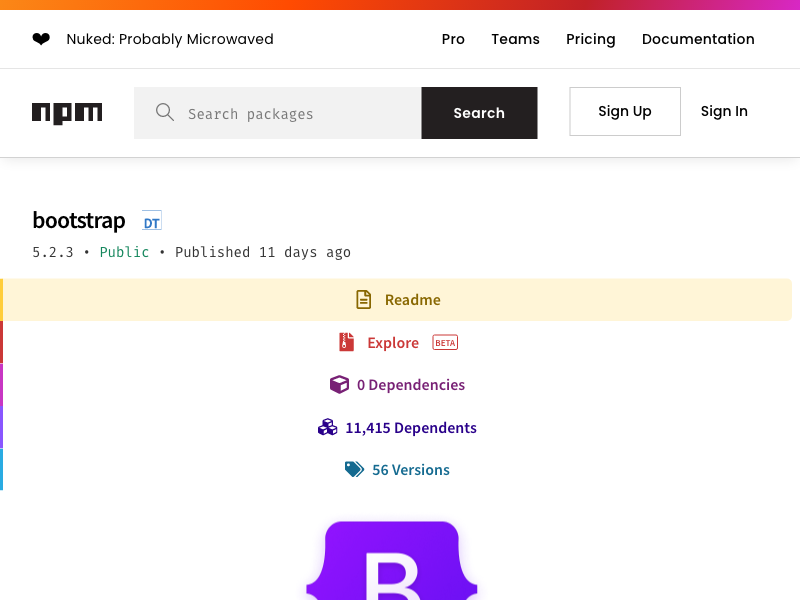 ❤ Nuked: Probably Microwaved Pro Teams Pricing Documentation
npm Search packages Search Sign Up Sign In
bootstrap DT
5.2.3 • Public • Published 11 days ago
Readme
Explore BETA
0 Dependencies
11,415 Dependents
56 Versions
B